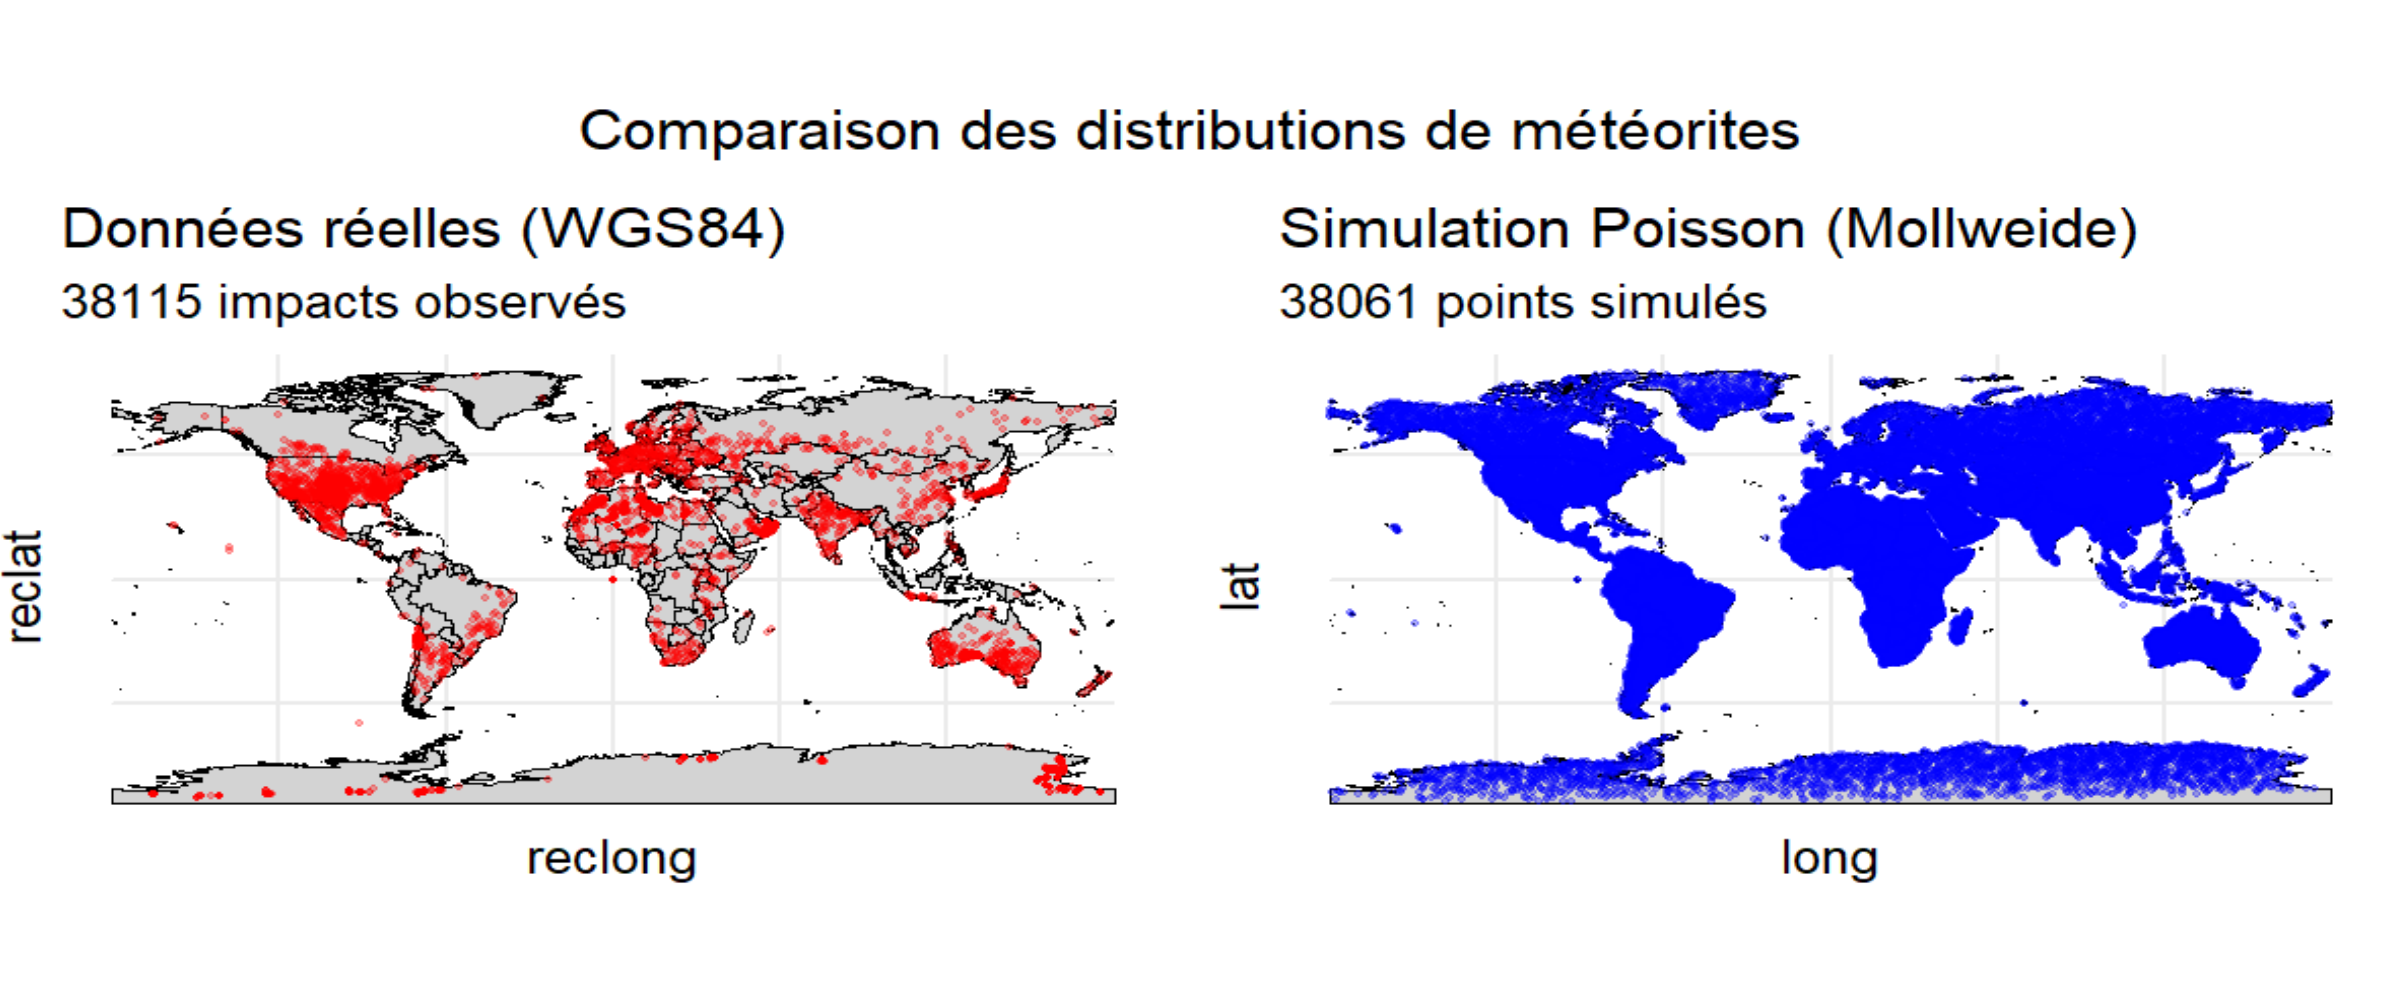 Comparaison des distributions de météorites
Données réelles (WGS84)
38115 impacts observés
reclat
reclong
Simulation Poisson (Mollweide)
38061 points simulés
lat
long